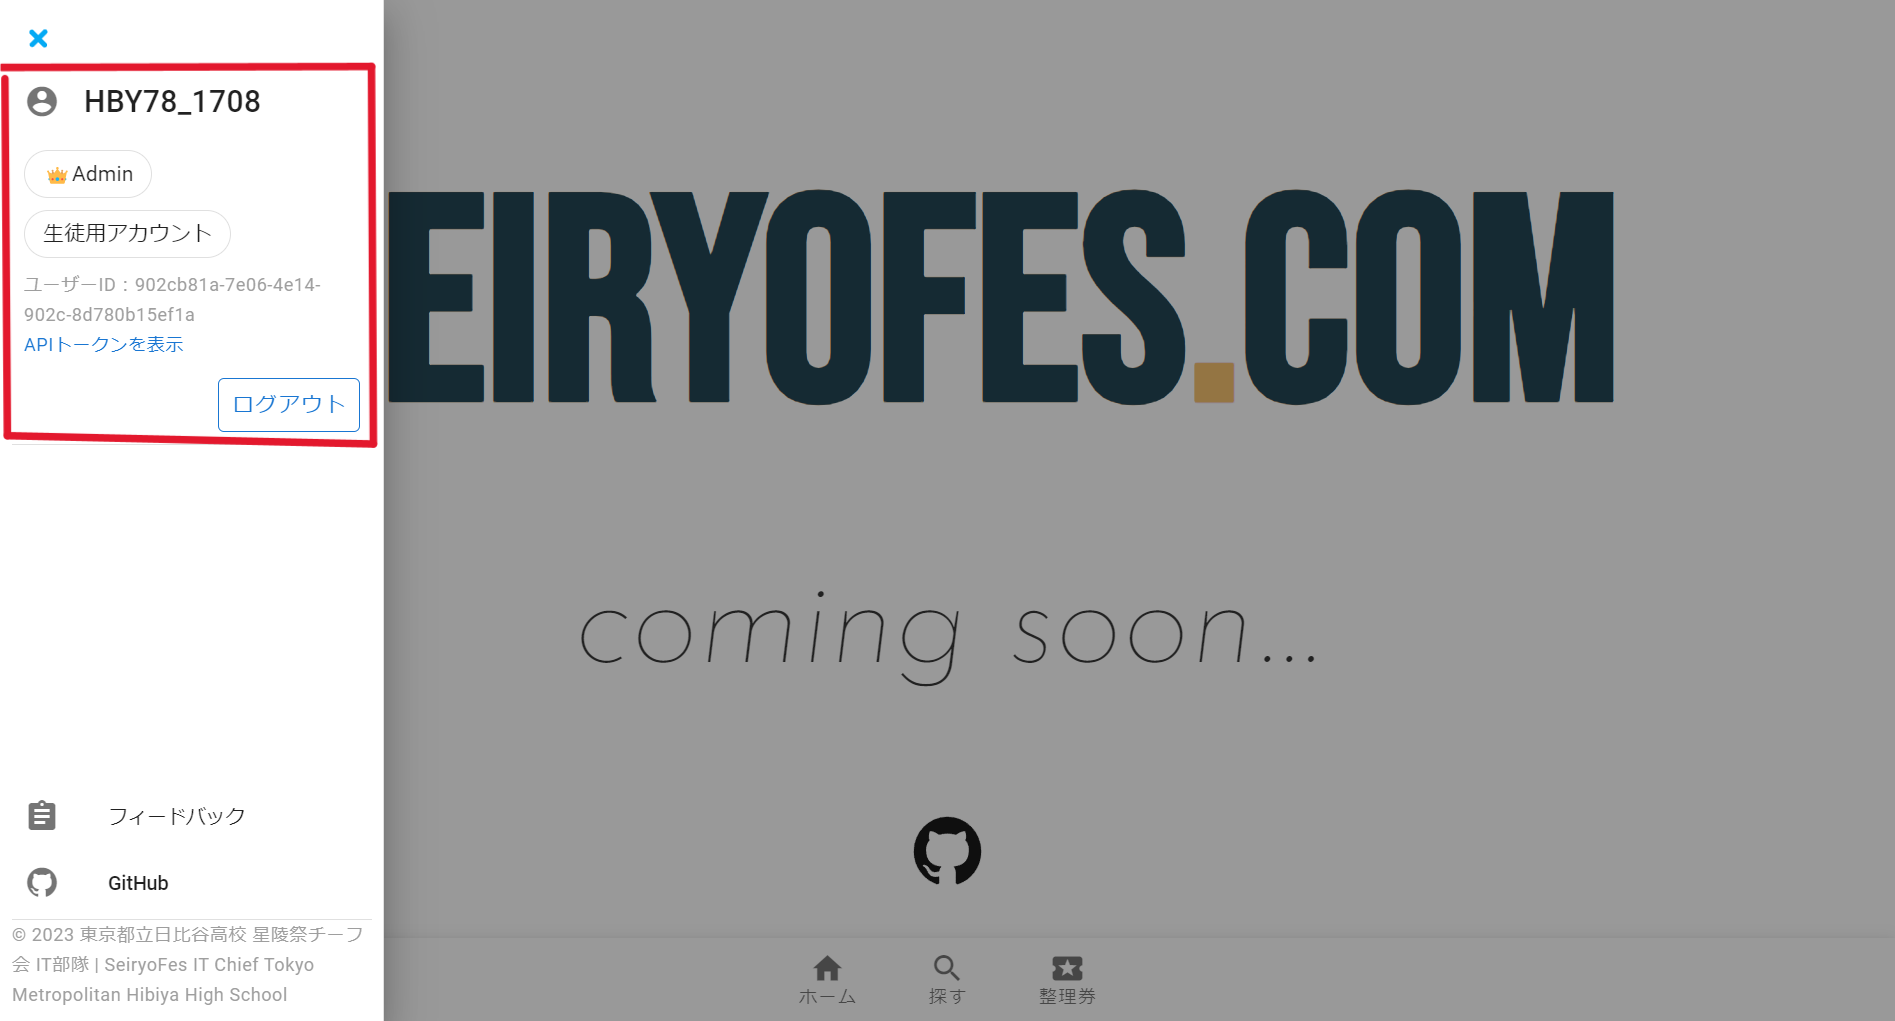 HBY78_1708
Admin
生徒用アカウント
ユーザーID：902cb81a-7e06-4e14-
902c-8d780b15ef1a
APIトークンを表示
ログアウト
フィードバック
GitHub
© 2023 東京都立日比谷高校 星陵祭チーフ
会 IT部隊 | SeiryoFes IT Chief Tokyo
Metropolitan Hibiya High School
EIRYOFES.COM
coming soon...
ホーム
探す
整理券